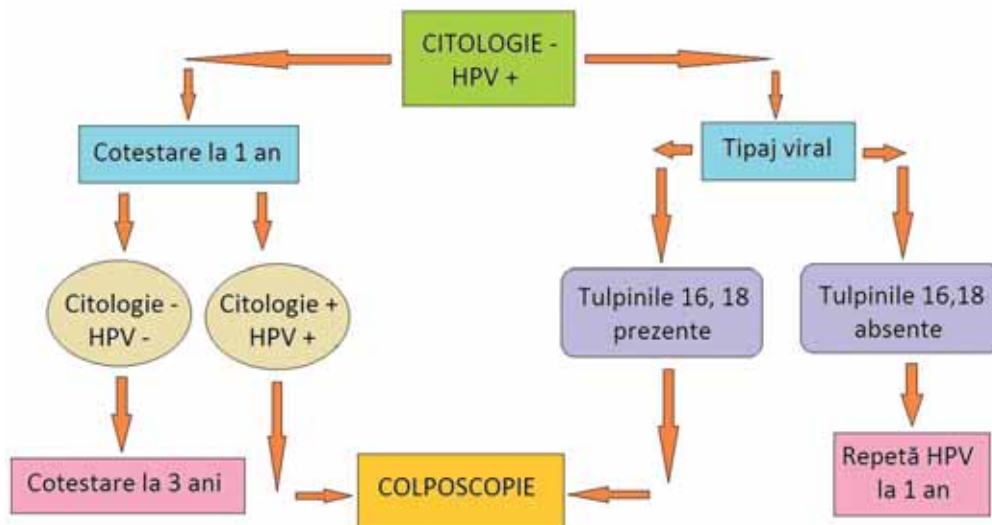 CITOLOGIE -
HPV +
Cotestare la 1 an
Tipaj viral
Citologie -
HPV -
Citologie +
HPV +
Tulpinile 16, 18
prezente
Tulpinile 16,18
absente
Cotestare la 3 ani
COLPOSCOPIE
Repetă HPV
la 1 an